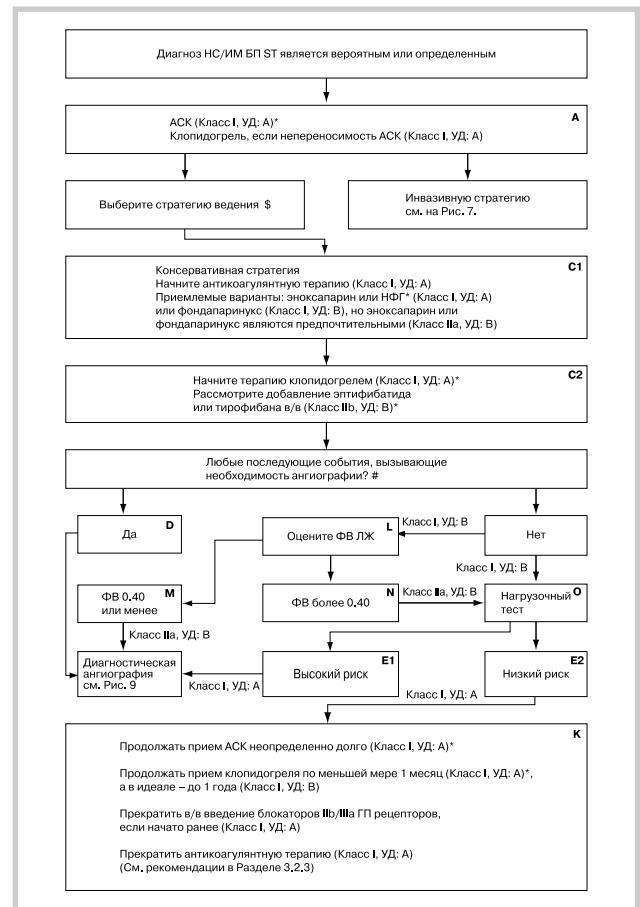 Диагноз НС/ИМ БП ST является вероятным или определенным
A
АСК (Класс I, УД: А)*
Клопидогрель, если непереносимость АСК (Класс I, УД: А)
Выберите стратегию ведения $
Инвазивную стратегию
см. на Рис. 7.
C1
Консервативная стратегия
Начните антикоагулянтную терапию (Класс I, УД: А)
Приемлемые варианты: эноксапарин или НФГ* (Класс I, УД: А)
или фондапаринукс (Класс I, УД: В), но эноксапарин или
фондапаринукс являются предпочтительными (Класс IIa, УД: В)
C2
Начните терапию клопидогрелем (Класс I, УД: А)*
Рассмотрите добавление эптифибатида
или тирофибана в/в (Класс IIb, УД: В)*
Любые последующие события, вызывающие
необходимость ангиографии? #
D
Да
L
Оцените ФВ ЛЖ
Класс I, УД: В
Нет
Класс I, УД: В
M
ФВ 0.40
или менее
N
ФВ более 0.40
Класс IIa, УД: В
O
Нагрузочный
тест
Класс IIa, УД: В
Диагностическая
ангиография
см. Рис. 9
Класс I, УД: А
E1
Высокий риск
E2
Низкий риск
Класс I, УД: А
K
Продолжать прием АСК неопределенно долго (Класс I, УД: А)*
Продолжать прием клопидогреля по меньшей мере 1 месяц (Класс I, УД: А)*,
а в идеале – до 1 года (Класс I, УД: В)
Прекратить в/в введение блокаторов IIb/IIIa ГП рецепторов,
если начато ранее (Класс I, УД: А)
Прекратить антикоагулянтную терапию (Класс I, УД: А)
(См. рекомендации в Разделе 3.2.3)